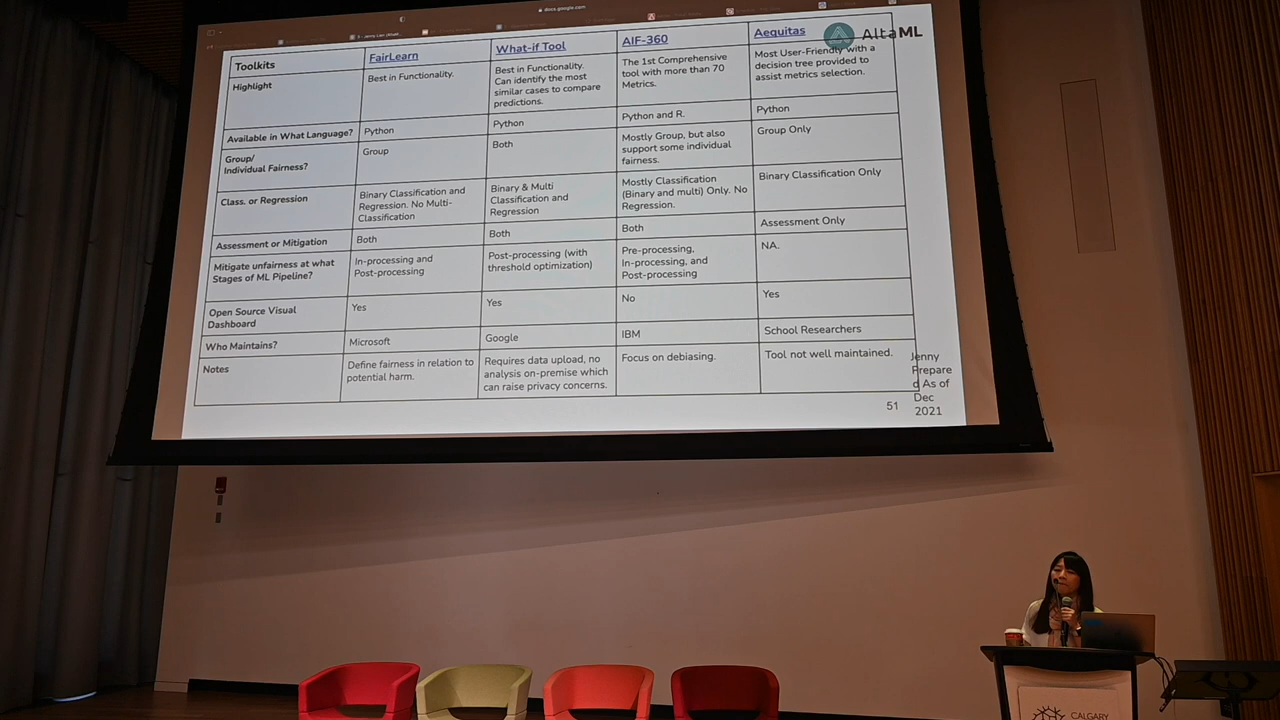 docs.google.com
AltaML
Toolkits
FairLearn
What-if Tool
AIF-360
Aequitas
Highlight
Best in Functionality.
Best in Functionality.
Can identify the most
similar cases to compare
predictions.
The 1st Comprehensive
tool with more than 70
Metrics.
Most User-Friendly with a
decision tree provided to
assist metrics selection.
Available in What Language?
Python
Python
Python and R.
Python
Group/
Individual Fairness?
Group
Both
Mostly Group, but also
support some individual
fairness.
Group Only
Class. or Regression
Binary Classification and
Regression. No Multi-
Classification
Binary & Multi
Classification and
Regression
Mostly Classification
(Binary and multi) Only. No
Regression.
Binary Classification Only
Assessment or Mitigation
Both
Both
Both
Assessment Only
Mitigate unfairness at what
Stages of ML Pipeline?
In-processing and
Post-processing
Post-processing (with
threshold optimization)
Pre-processing,
In-processing, and
Post-processing
NA.
Open Source Visual
Dashboard
Yes
Yes
No
Yes
Who Maintains?
Microsoft
Google
IBM
School Researchers
Notes
Define fairness in relation to
potential harm.
Requires data upload, no
analysis on-premise which
can raise privacy concerns.
Focus on debiasing.
Tool not well maintained.
Jenny
Prepare
d As of
Dec
2021
51
CALGARY